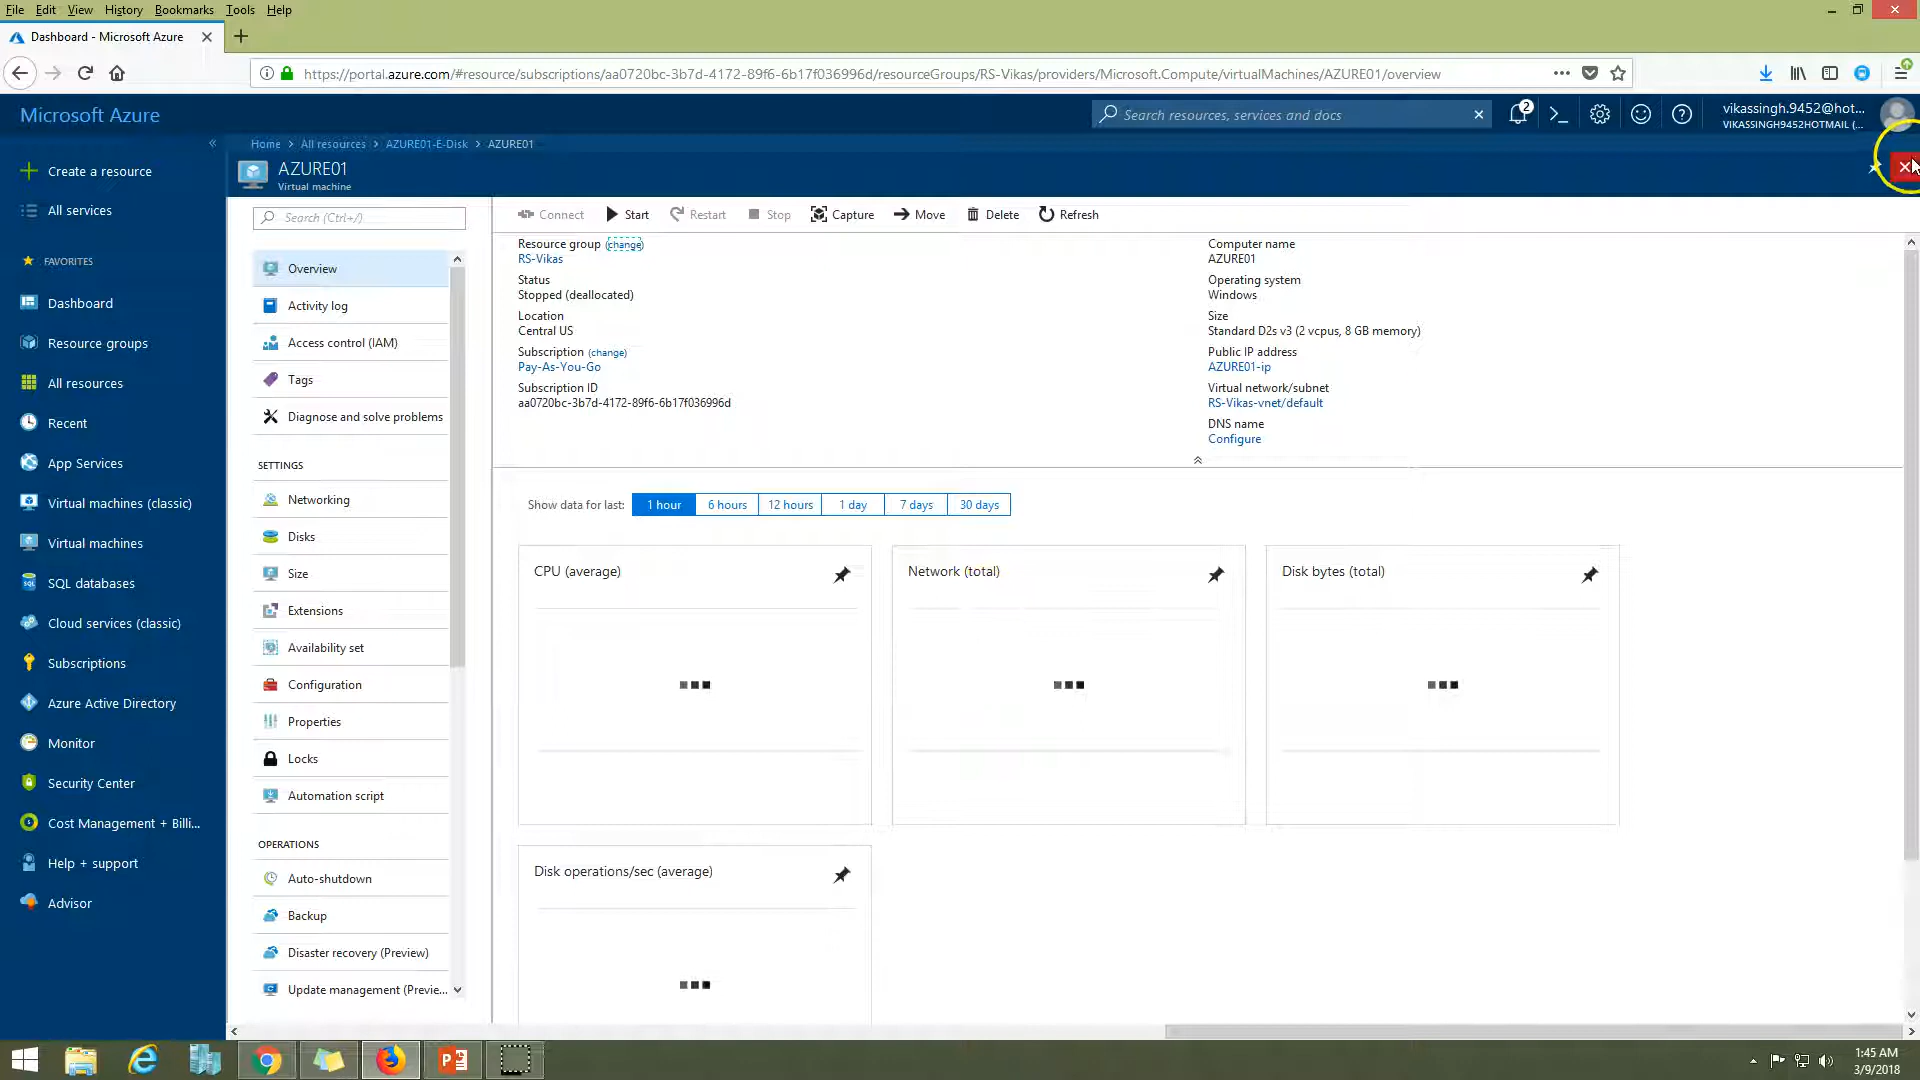 File Edit View History Bookmarks Tools Help
Dashboard - Microsoft Azure
https://portal.azure.com/#resource/subscriptions/aa0720bc-3b7d-4172-89f6-6b17f036996d/resourceGroups/RS-Vikas/providers/Microsoft.Compute/virtualMachines/AZURE01/overview
Microsoft Azure
Search resources, services and docs
2
vikassingh.9452@hot...
VIKASSINGH9452HOTMAIL (...
Home > All resources > AZURE01-E-Disk > AZURE01
AZURE01
Virtual machine
Create a resource
All services
FAVORITES
Dashboard
Resource groups
All resources
Recent
App Services
Virtual machines (classic)
Virtual machines
SQL databases
Cloud services (classic)
Subscriptions
Azure Active Directory
Monitor
Security Center
Cost Management + Billi...
Help + support
Advisor
Search (Ctrl+/)
Overview
Activity log
Access control (IAM)
Tags
Diagnose and solve problems
SETTINGS
Networking
Disks
Size
Extensions
Availability set
Configuration
Properties
Locks
Automation script
OPERATIONS
Auto-shutdown
Backup
Disaster recovery (Preview)
Update management (Previe...
Connect Start Restart Stop Capture Move Delete Refresh
Resource group (change)
RS-Vikas
Status
Stopped (deallocated)
Location
Central US
Subscription (change)
Pay-As-You-Go
Subscription ID
aa0720bc-3b7d-4172-89f6-6b17f036996d
Computer name
AZURE01
Operating system
Windows
Size
Standard D2s v3 (2 vcpus, 8 GB memory)
Public IP address
AZURE01-ip
Virtual network/subnet
RS-Vikas-vnet/default
DNS name
Configure
Show data for last: 1 hour 6 hours 12 hours 1 day 7 days 30 days
CPU (average)
Network (total)
Disk bytes (total)
Disk operations/sec (average)
1:45 AM
3/9/2018